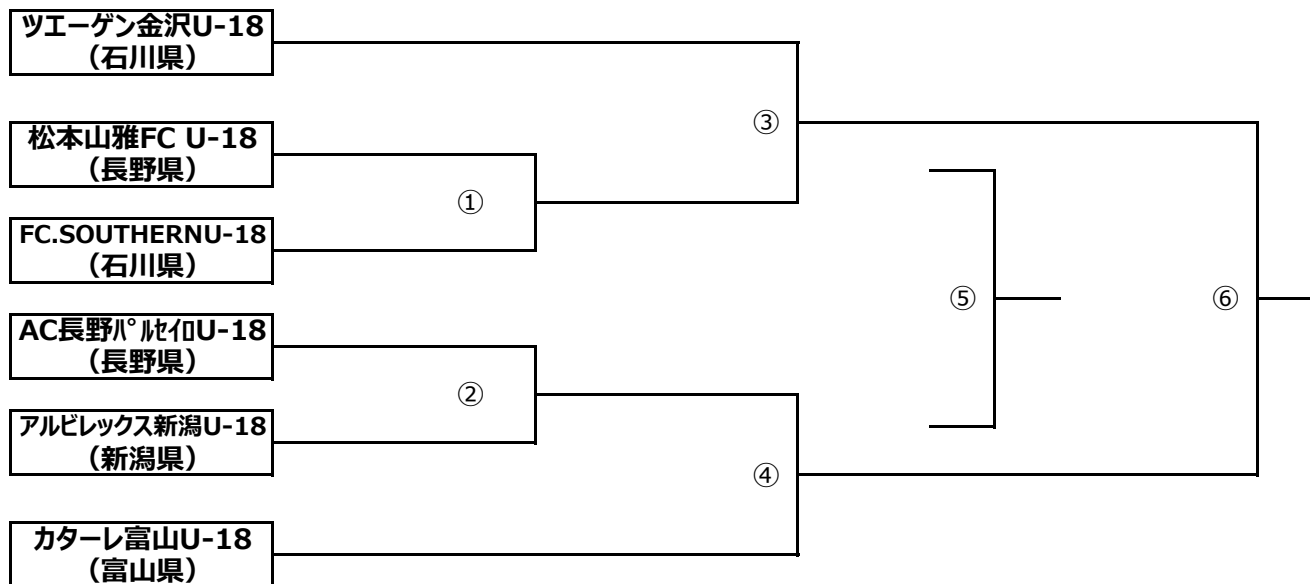 ツエーゲン金沢U-18
（石川県）
③
松本山雅FC U-18
（長野県）
①
FC.SOUTHERNU-18
（石川県）
⑤
⑥
AC長野ﾊﾟﾙｾｲﾛU-18
（長野県）
②
アルビレックス新潟U-18
（新潟県）
④
カターレ富山U-18
（富山県）